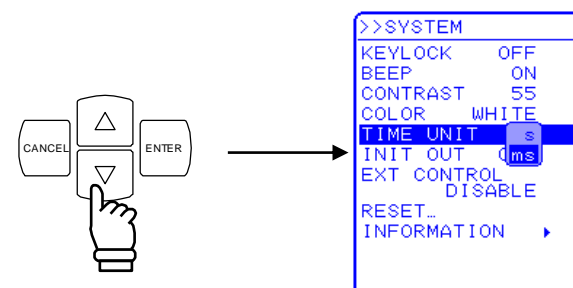 CANCEL
ENTER
>>SYSTEM
KEYLOCK OFF
BEEP ON
CONTRAST 55
COLOR WHITE
TIME UNIT s
INIT OUT ms
EXT CONTROL
DISABLE
RESET…
INFORMATION